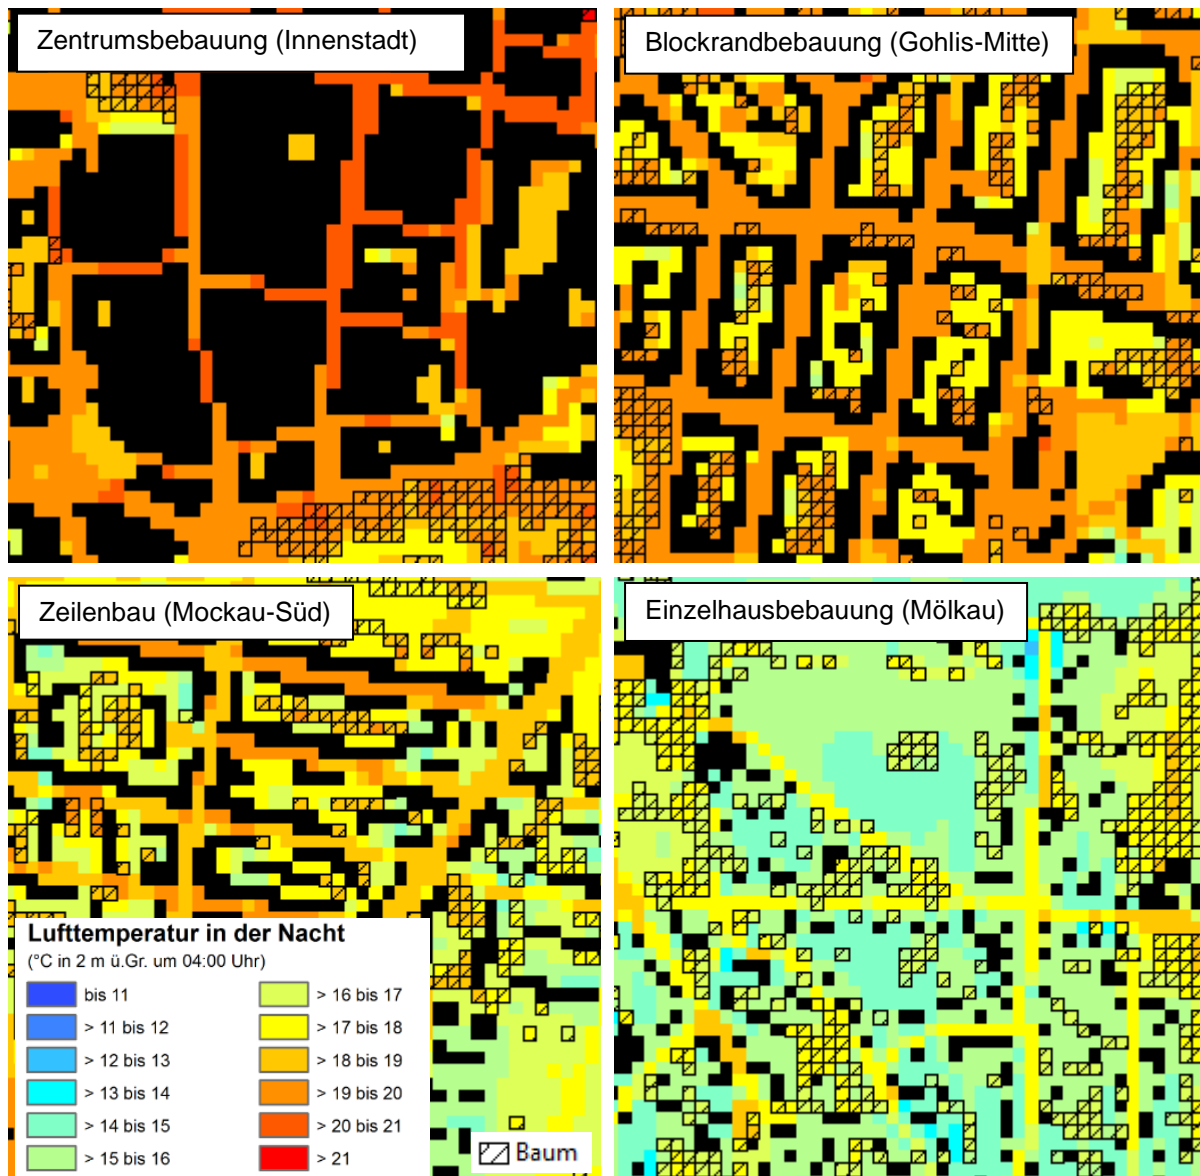 Zentrumsbebauung (Innenstadt)
Blockrandbebauung (Gohlis-Mitte)
Zeilenbau (Mockau-Süd)
Einzelhausbebauung (Mölkau)
Lufttemperatur in der Nacht
(°C in 2 m ü.Gr. um 04:00 Uhr)
bis 11
> 11 bis 12
> 12 bis 13
> 13 bis 14
> 14 bis 15
> 15 bis 16
> 16 bis 17
> 17 bis 18
> 18 bis 19
> 19 bis 20
> 20 bis 21
> 21
Baum